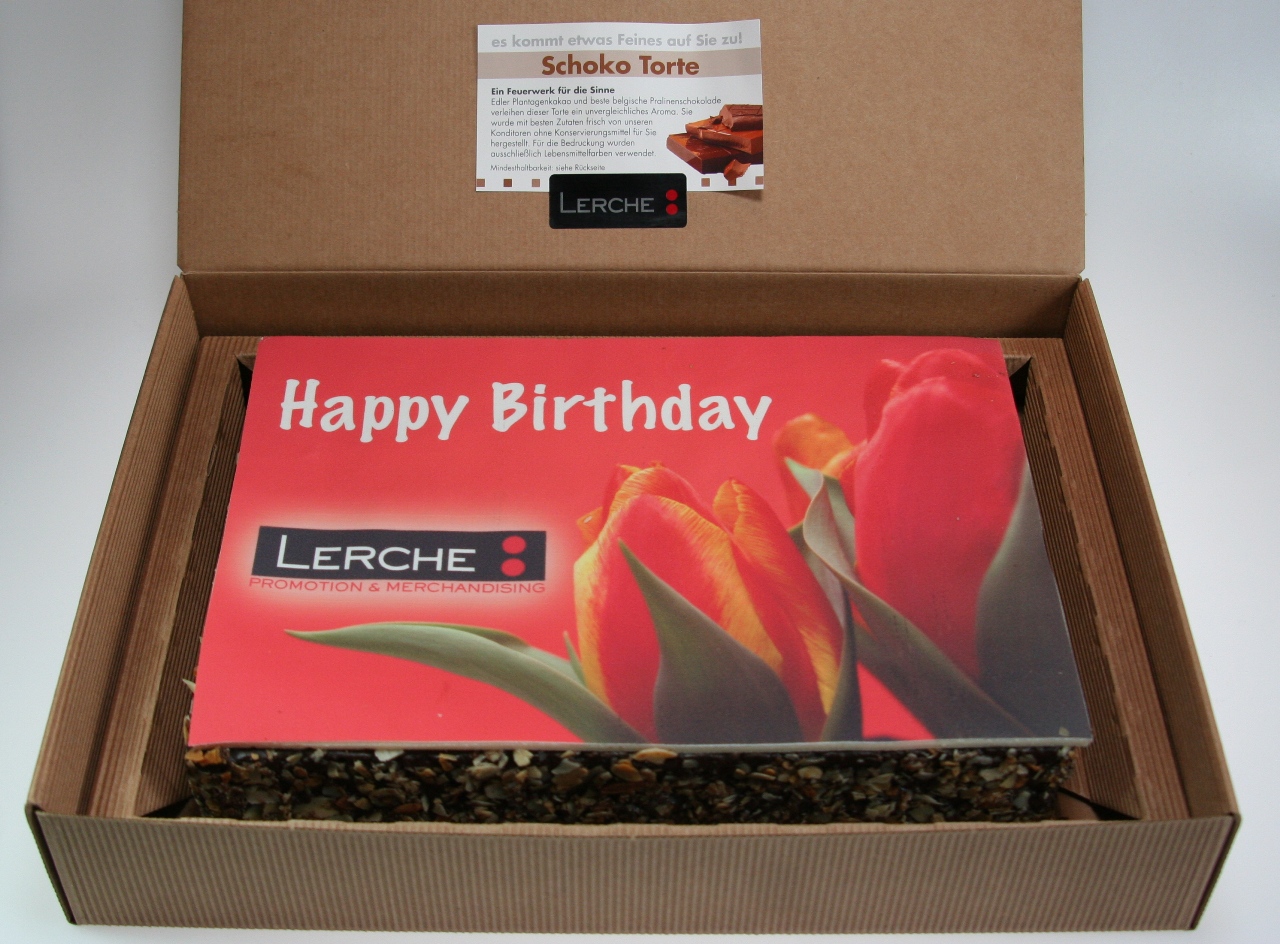 es kommt etwas Feines auf Sie zu!
Schoko Torte
Ein Feuerwerk für die Sinne
Edler Plantagenkakao und beste belgische Pralinenschokolade
verleihen dieser Torte ein unvergleichliches Aroma. Sie
wurde mit besten Zutaten frisch von unseren
Konditoren ohne Konservierungsmittel für Sie
hergestellt. Für die Bedruckung wurden
ausschließlich Lebensmittelfarben verwendet.
Mindesthaltbarkeit: siehe Rückseite
LERCHE
Happy Birthday
LERCHE
PROMOTION & MERCHANDISING